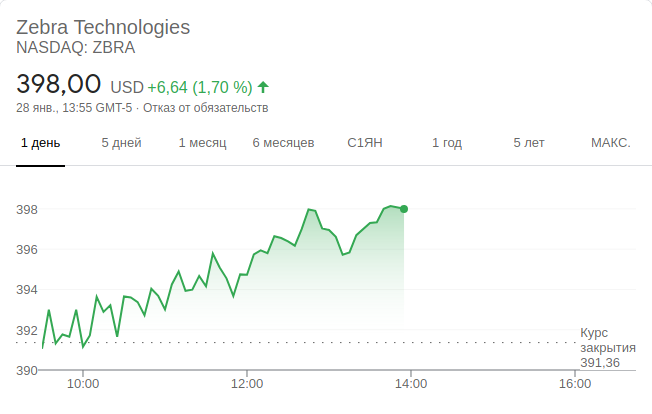 Zebra Technologies
NASDAQ: ZBRA
398,00 USD +6,64 (1,70 %)
28 янв., 13:55 GMT-5 · Отказ от обязательств
1 день 5 дней 1 месяц 6 месяцев С1ЯН 1 год 5 лет МАКС.
398
396
394
392
Курс
закрытия
391,36
390
10:00 12:00 14:00 16:00